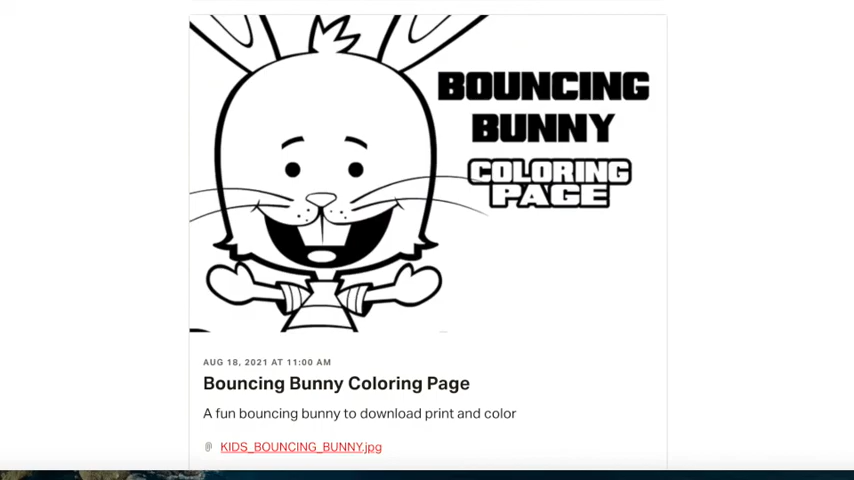 BOUNCING
BUNNY
COLORING
PAGE
AUG 18, 2021 AT 11:00 AM
Bouncing Bunny Coloring Page
A fun bouncing bunny to download print and color
KIDS_BOUNCING_BUNNY.jpg